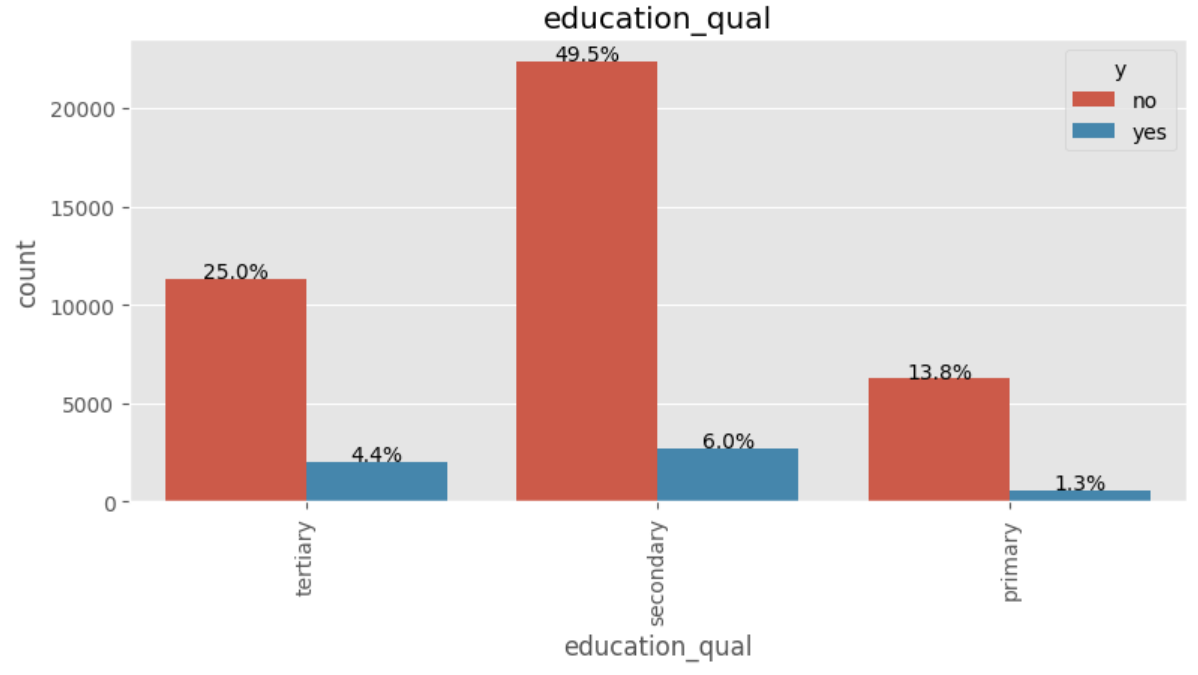 education_qual
49.5%
y
no
yes
20000
15000
count
25.0%
10000
13.8%
5000
4.4%
6.0%
1.3%
0
tertiary
secondary
primary
education_qual